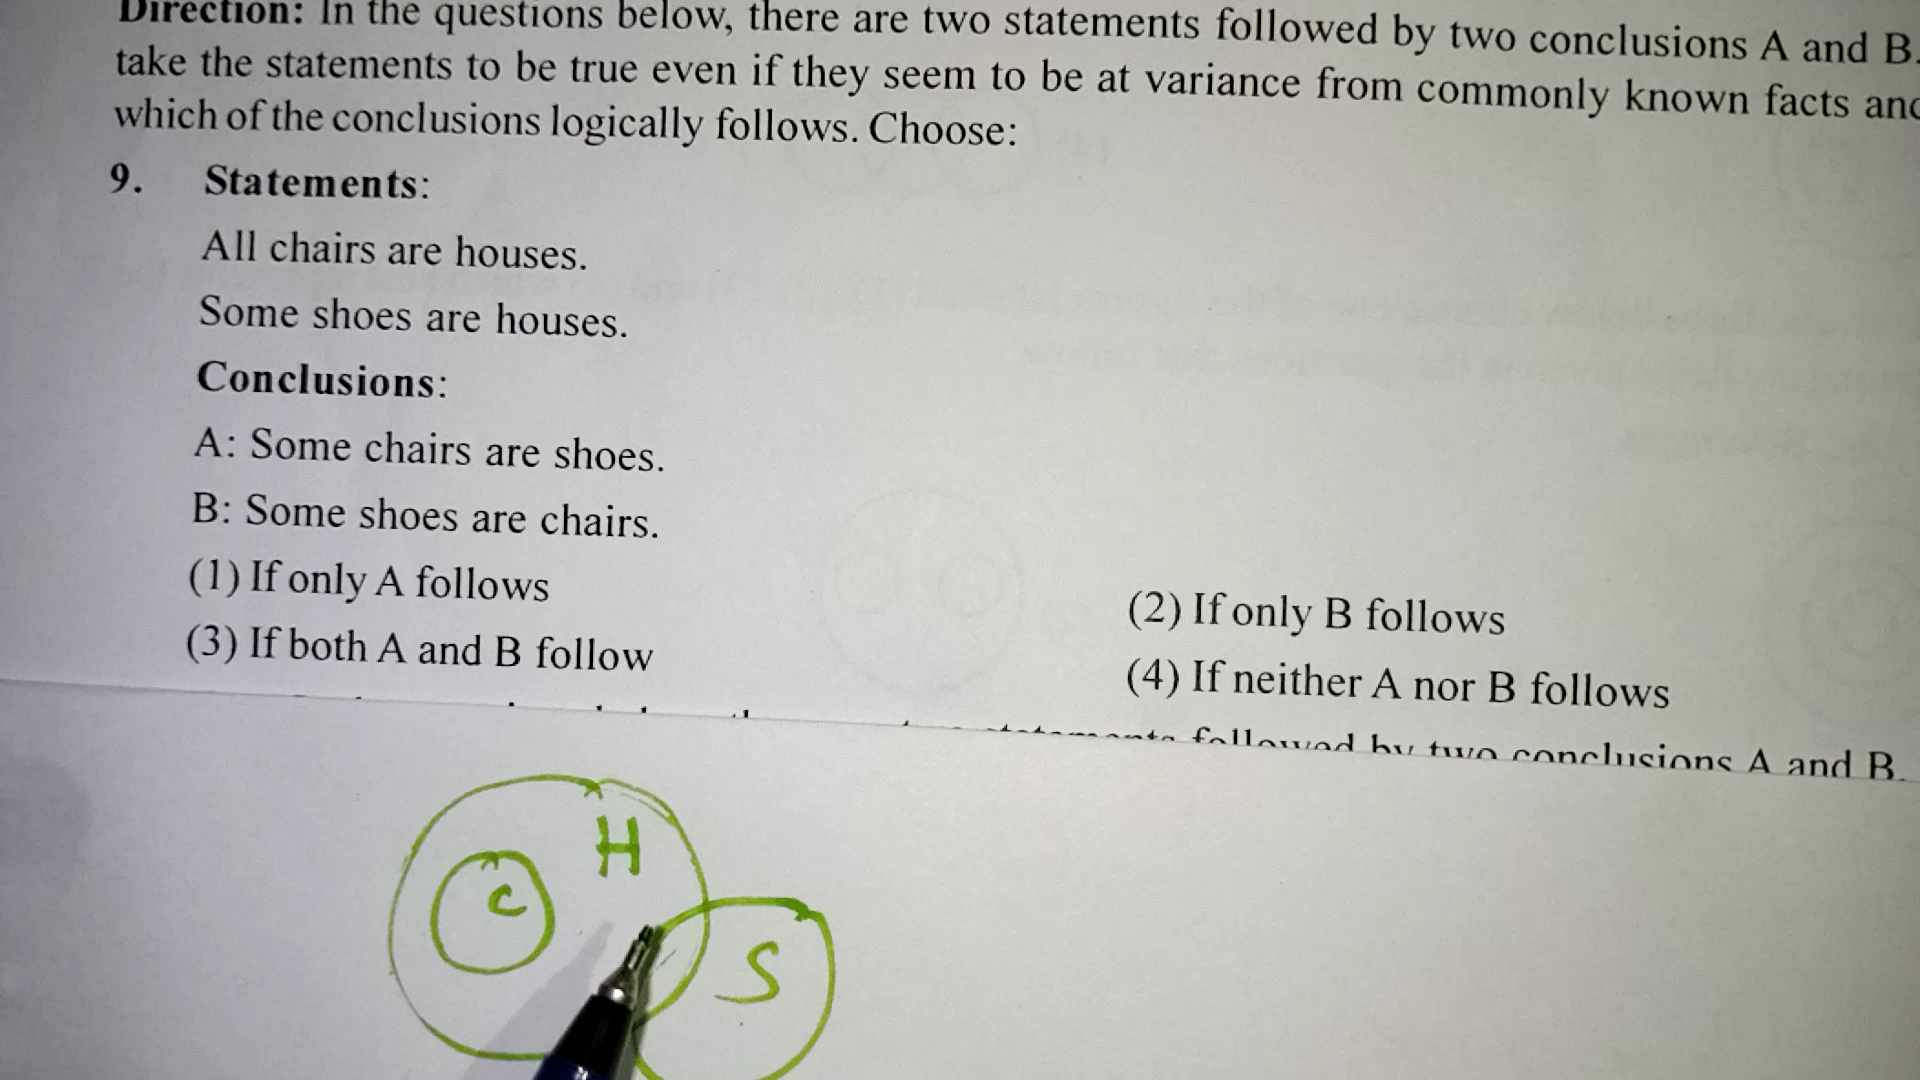 Direction: In the questions below, there are two statements followed by two conclusions A and B.
take the statements to be true even if they seem to be at variance from commonly known facts and
which of the conclusions logically follows. Choose:
9. Statements:
All chairs are houses.
Some shoes are houses.
Conclusions:
A: Some chairs are shoes.
B: Some shoes are chairs.
(1) If only A follows
(2) If only B follows
(3) If both A and B follow
(4) If neither A nor B follows
statements followed by two conclusions A and B.
H
C
S